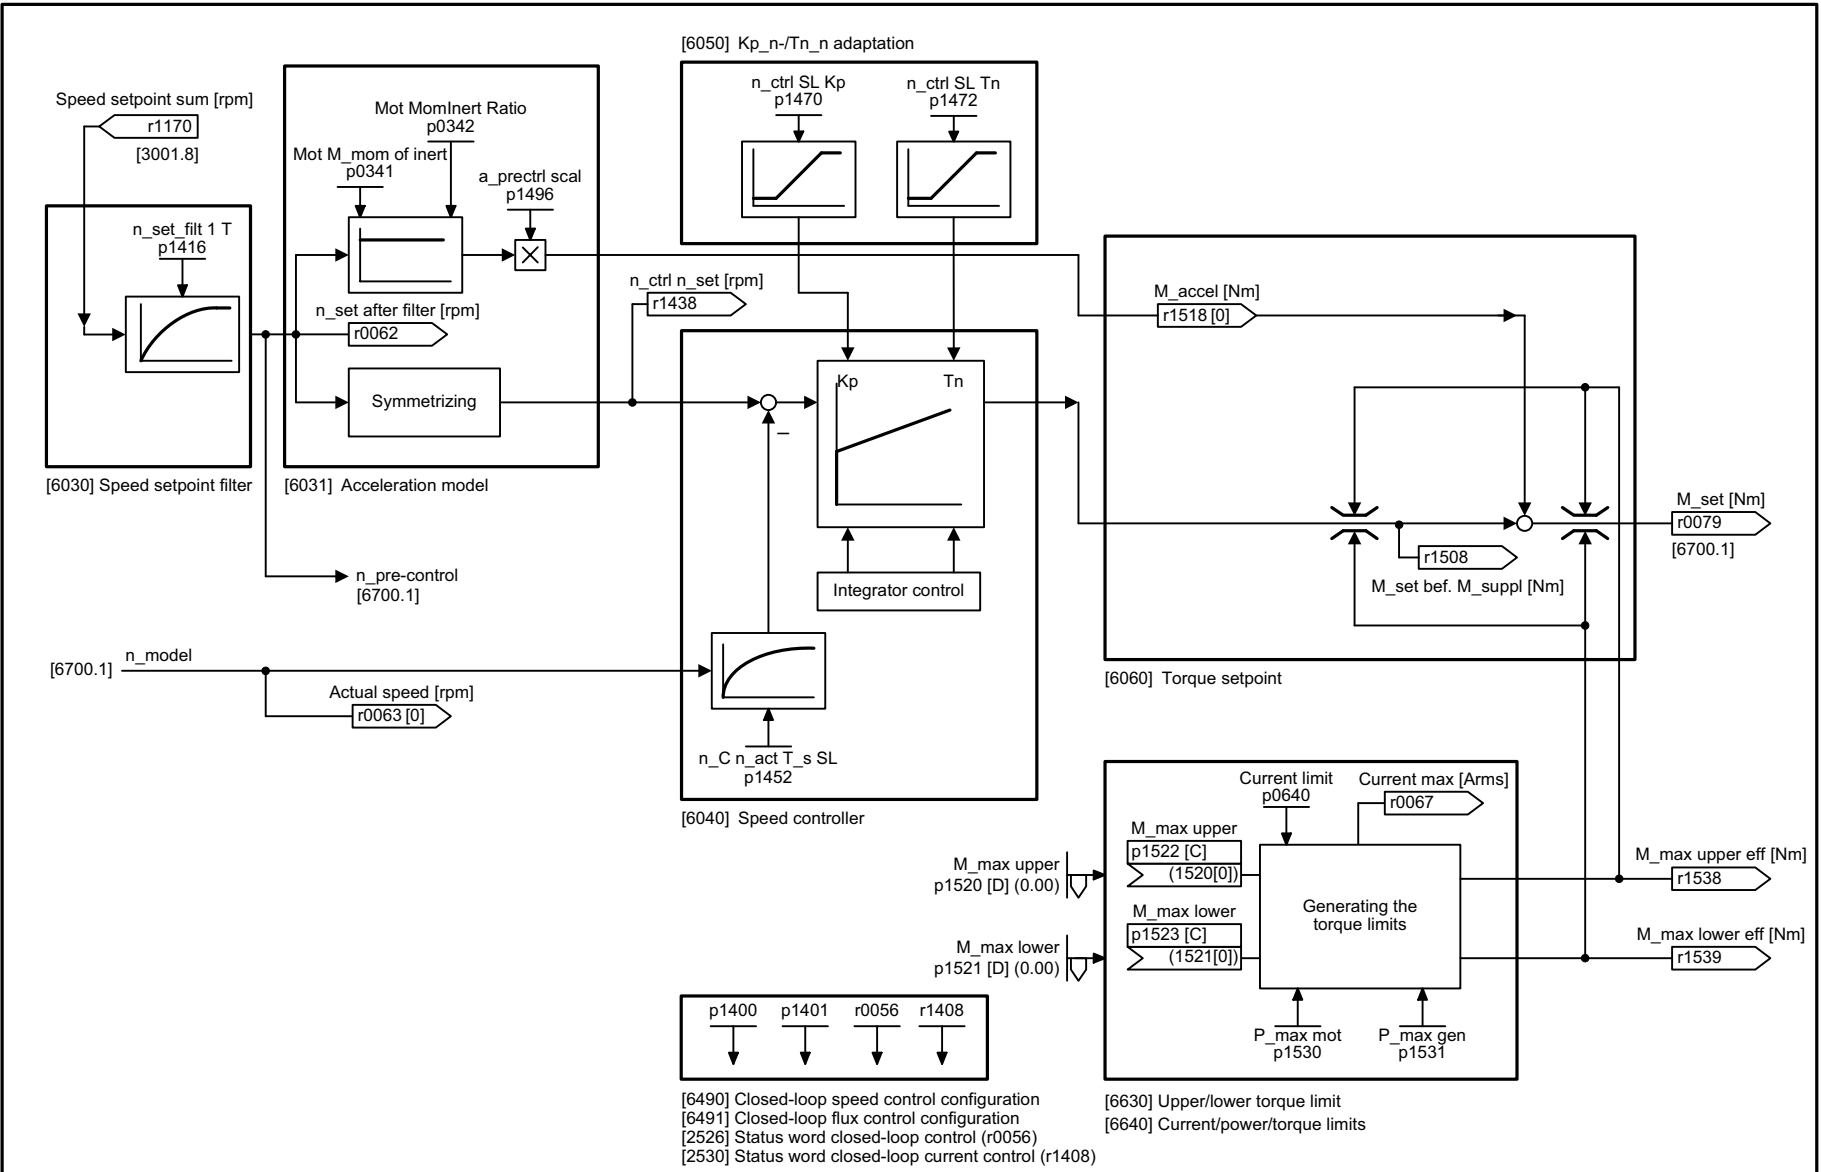 [6050] Kp_n-/Tn_n adaptation
Speed setpoint sum [rpm]
r1170
[3001.8]
n_set_filt 1 T
p1416
[6030] Speed setpoint filter
Mot MomInert Ratio
p0342
Mot M_mom of inert
p0341
a_prectrl scal
p1496
n_set after filter [rpm]
r0062
Symmetrizing
[6031] Acceleration model
n_ctrl SL Kp
p1470
n_ctrl SL Tn
p1472
n_ctrl n_set [rpm]
r1438
Kp
Tn
–
Integrator control
n_pre-control
[6700.1]
[6700.1]
n_model
Actual speed [rpm]
r0063 [0]
n_C n_act T_s SL
p1452
[6040] Speed controller
M_accel [Nm]
r1518 [0]
r1508
M_set bef. M_suppl [Nm]
M_set [Nm]
r0079
[6700.1]
[6060] Torque setpoint
Current limit
p0640
Current max [Arms]
r0067
M_max upper
p1520 [D] (0.00)
M_max upper
p1522 [C]
(1520[0])
M_max lower
p1521 [D] (0.00)
M_max lower
p1523 [C]
(1521[0])
Generating the
torque limits
M_max upper eff [Nm]
r1538
M_max lower eff [Nm]
r1539
P_max mot
p1530
P_max gen
p1531
[6630] Upper/lower torque limit
[6640] Current/power/torque limits
p1400
p1401
r0056
r1408
[6490] Closed-loop speed control configuration
[6491] Closed-loop flux control configuration
[2526] Status word closed-loop control (r0056)
[2530] Status word closed-loop current control (r1408)